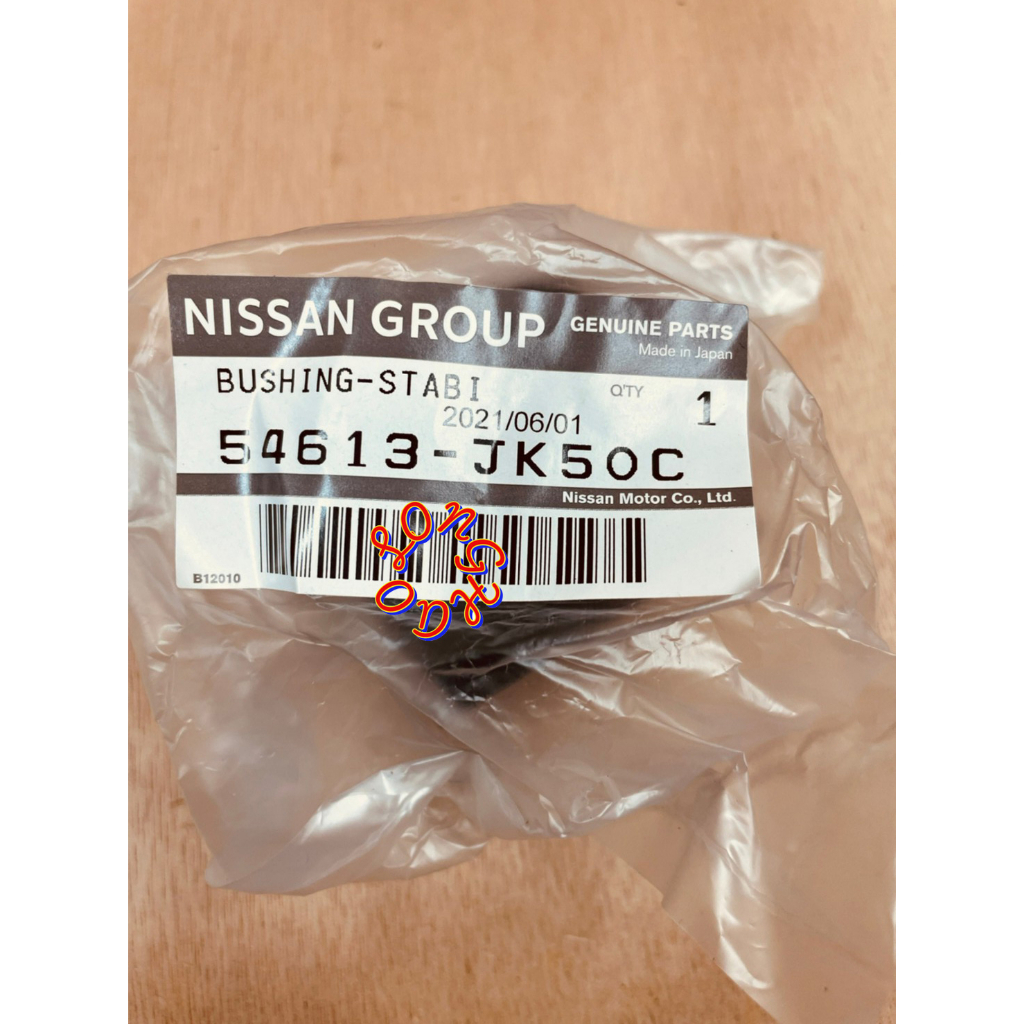 NISSAN GROUP GENUINE PARTS
Made in Japan
BUSHING-STABI Q'TY 1
2021/06/01
54613-JK50C
Nissan Motor Co., Ltd.
B12010